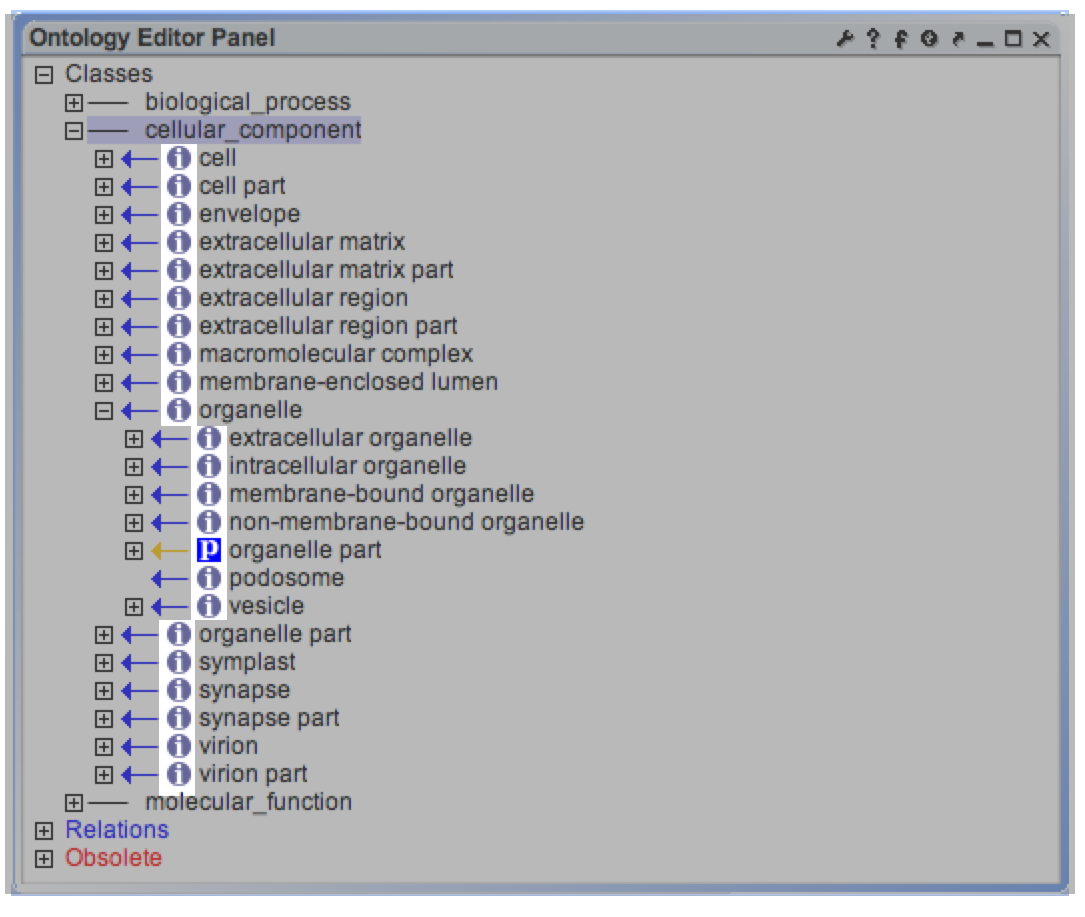 Ontology Editor Panel
Classes
biological_process
cellular_component
i cell
i cell part
i envelope
i extracellular matrix
i extracellular matrix part
i extracellular region
i extracellular region part
i macromolecular complex
i membrane-enclosed lumen
i organelle
i extracellular organelle
i intracellular organelle
i membrane-bound organelle
i non-membrane-bound organelle
p organelle part
i podosome
i vesicle
i organelle part
i symplast
i synapse
i synapse part
i virion
i virion part
molecular_function
Relations
Obsolete